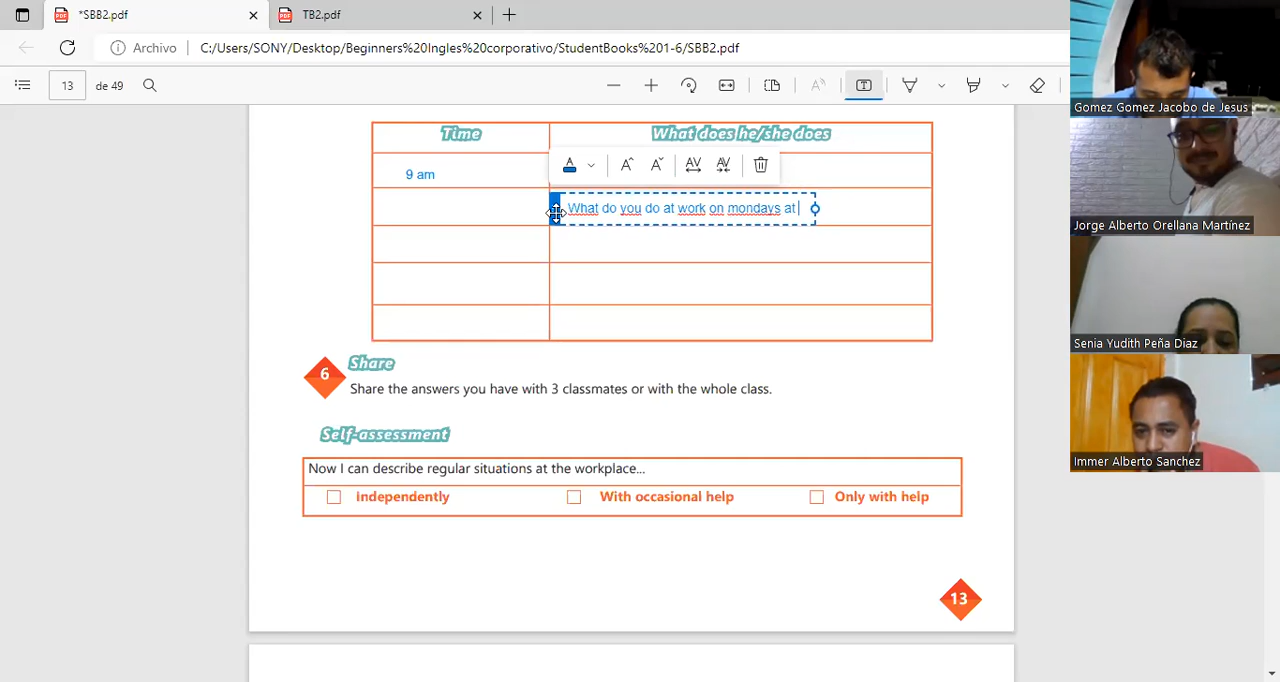 *SBB2.pdf
TB2.pdf
Archivo
C:/Users/SONY/Desktop/Beginners%20Ingles%20corporativo/StudentBooks%201-6/SBB2.pdf
13 de 49
Time What does he/she does
9 am
What do you do at work on mondays at
6 Share
Share the answers you have with 3 classmates or with the whole class.
Self-assessment
Now I can describe regular situations at the workplace...
independently With occasional help Only with help
13
Gomez Gomez Jacobo de Jesus
Jorge Alberto Orellana Martínez
Senia Yudith Peña Diaz
Immer Alberto Sanchez